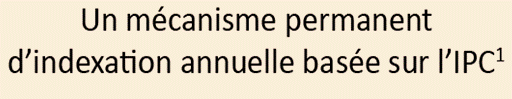 Un mécanisme permanent
d’indexation annuelle basée sur l’IPC¹